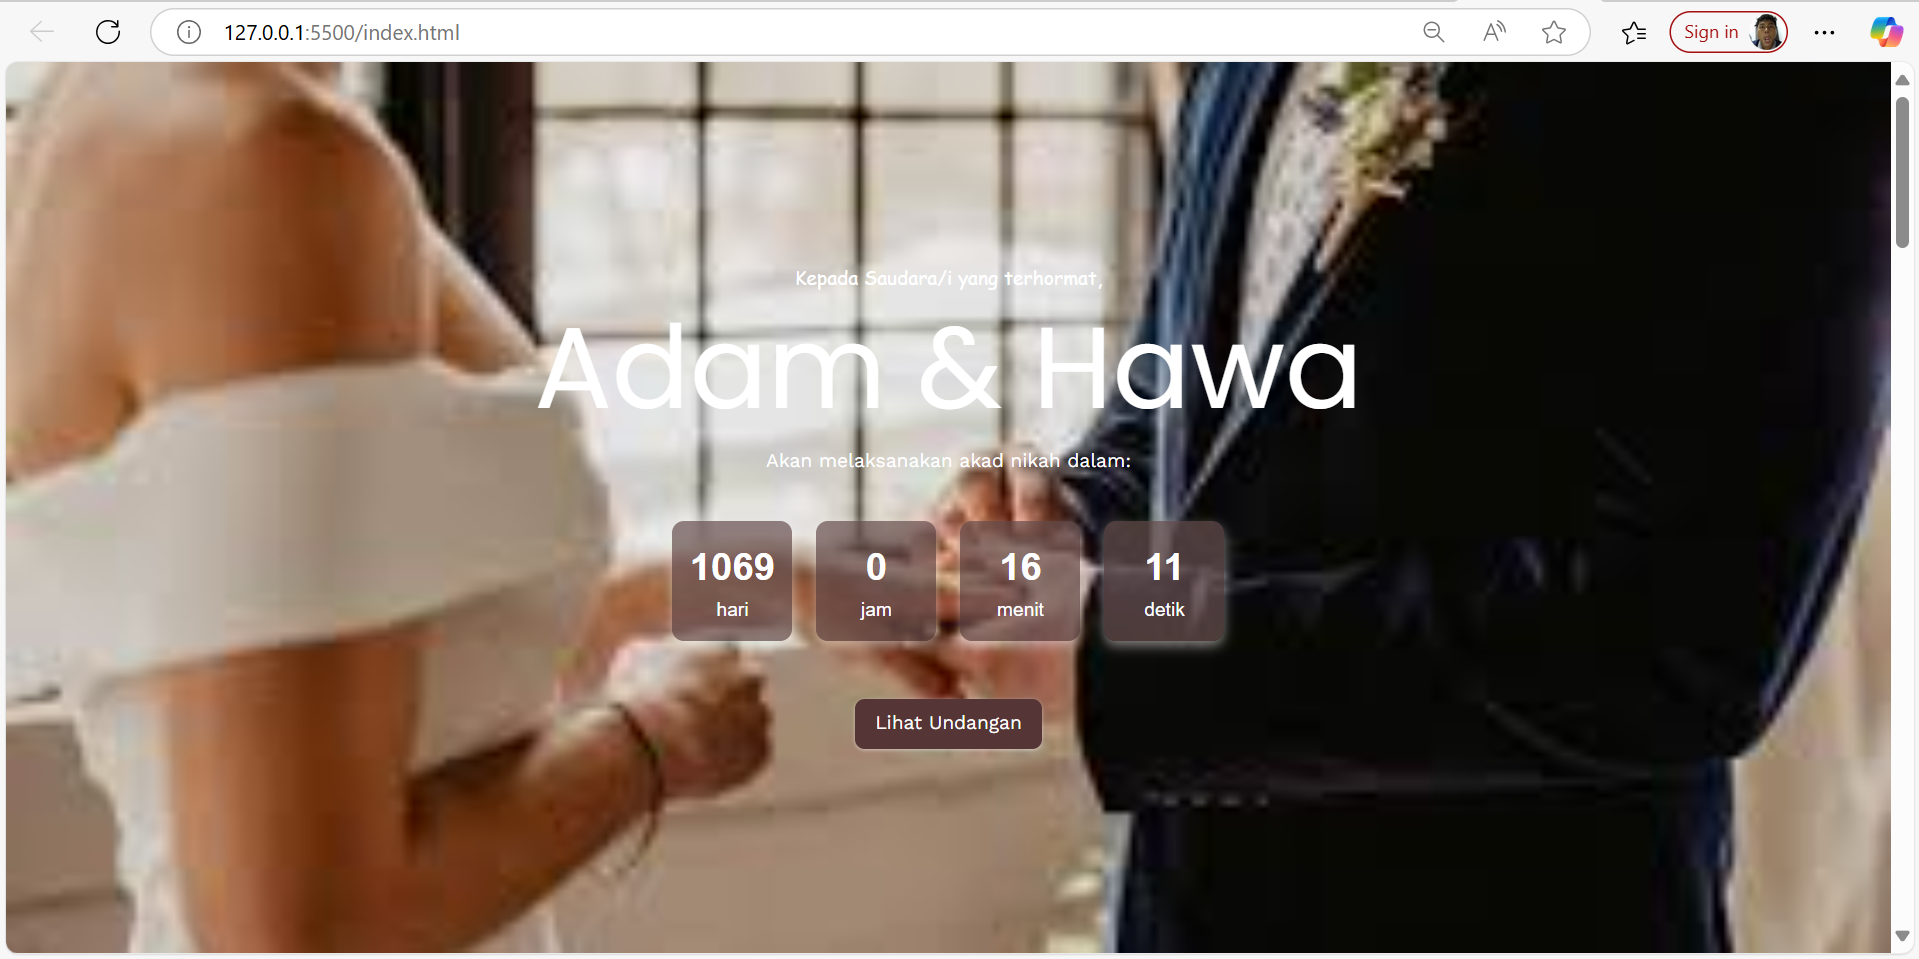 127.0.0.1:5500/index.html
Sign in
Kepada Saudara/i yang terhormat,
Adam & Hawa
Akan melaksanakan akad nikah dalam:
1069 0 16 11
hari jam menit detik
Lihat Undangan